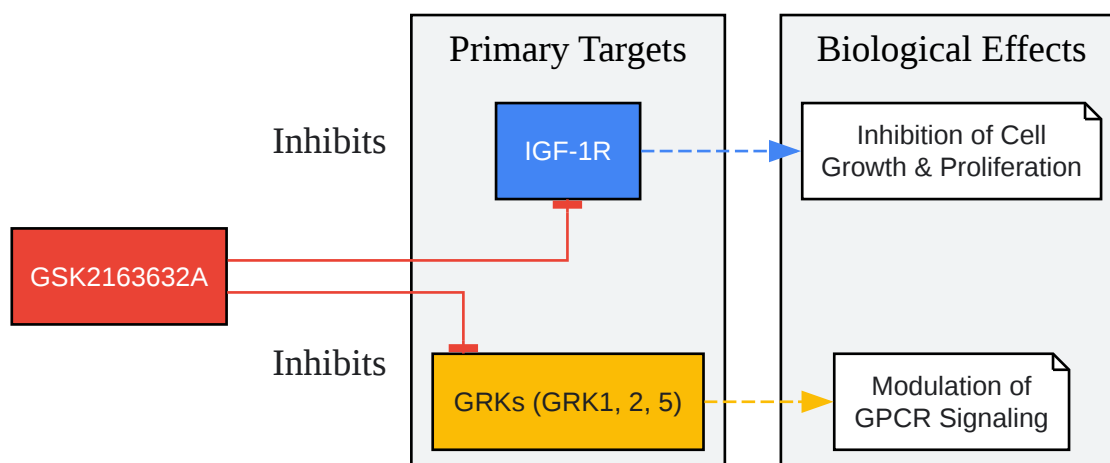 Primary Targets
Biological Effects
Inhibits
IGF-1R
Inhibition of Cell
Growth & Proliferation
GSK2163632A
Inhibits
GRKs (GRK1, 2, 5)
Modulation of
GPCR Signaling